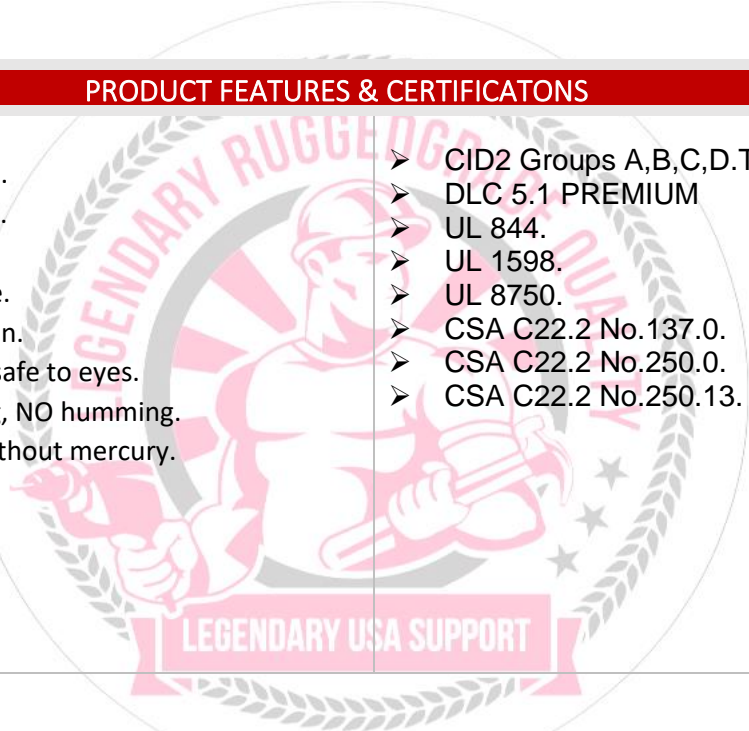 PRODUCT FEATURES & CERTIFICATONS
.
.
e.
n.
safe to eyes.
, NO humming.
thout mercury.
➢ CID2 Groups A,B,C,D.T
➢ DLC 5.1 PREMIUM
➢ UL 844.
➢ UL 1598.
➢ UL 8750.
➢ CSA C22.2 No.137.0.
➢ CSA C22.2 No.250.0.
➢ CSA C22.2 No.250.13.
LEGENDARY RUGGEDGRADE QUALITY
LEGENDARY USA SUPPORT